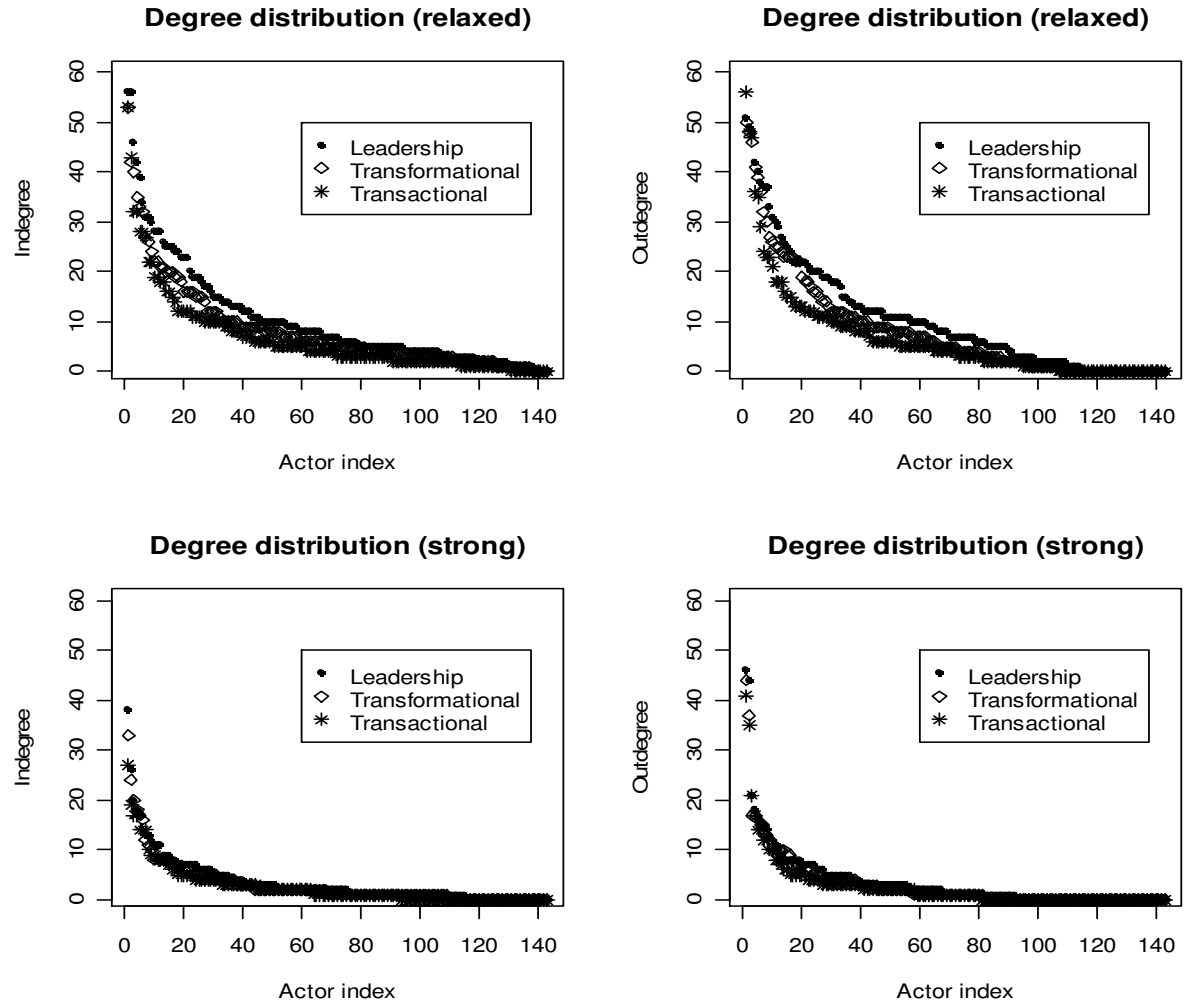 Degree distribution (relaxed)
Indegree
60
50
40
30
20
10
0
Leadership
Transformational
Transactional
0 20 40 60 80 100 120 140
Actor index
Degree distribution (relaxed)
Outdegree
60
50
40
30
20
10
0
Leadership
Transformational
Transactional
0 20 40 60 80 100 120 140
Actor index
Degree distribution (strong)
Indegree
60
50
40
30
20
10
0
Leadership
Transformational
Transactional
0 20 40 60 80 100 120 140
Actor index
Degree distribution (strong)
Outdegree
60
50
40
30
20
10
0
Leadership
Transformational
Transactional
0 20 40 60 80 100 120 140
Actor index